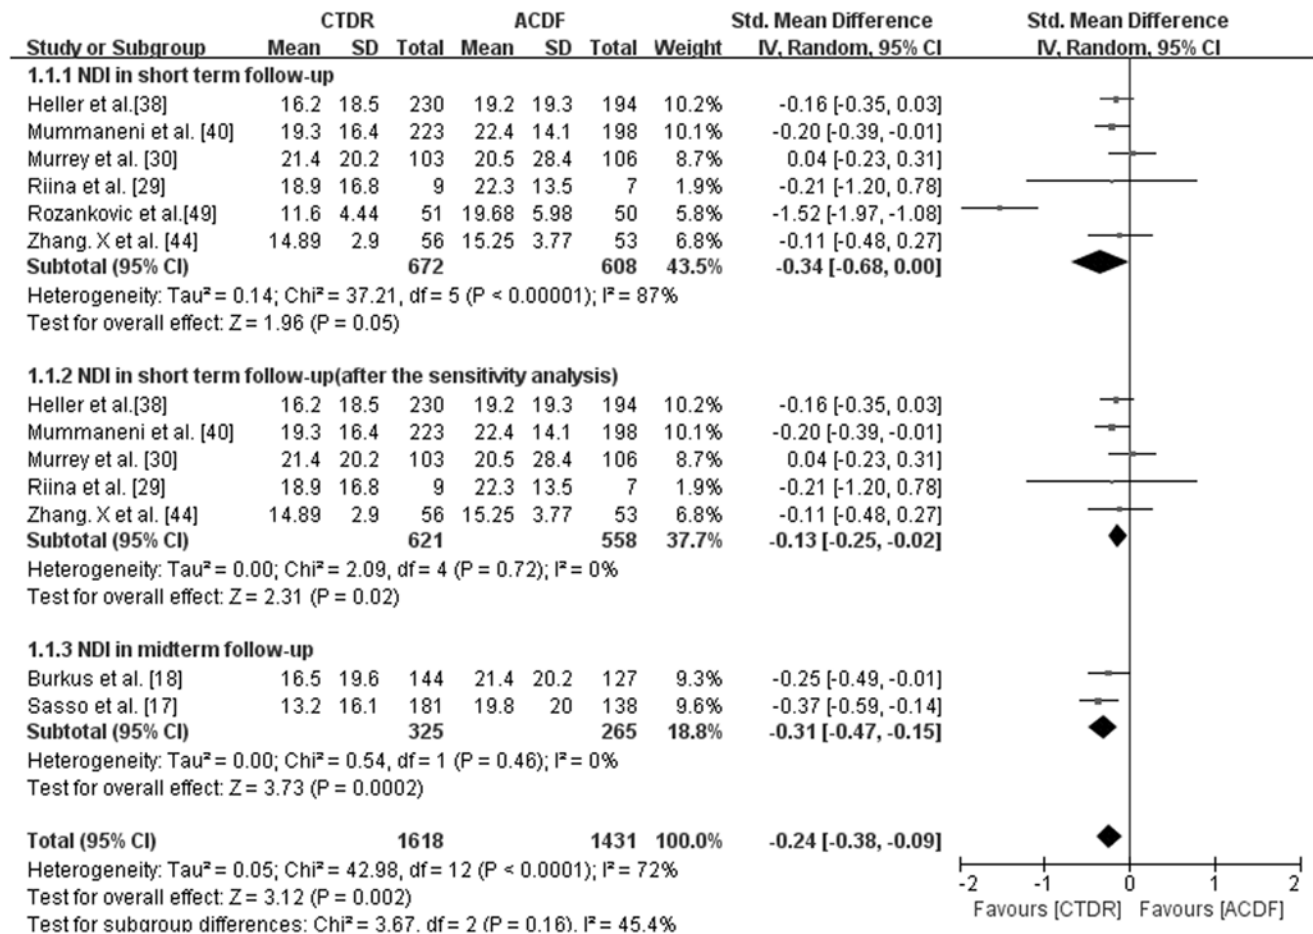 CTDR ACDF Std. Mean Difference Std. Mean Difference
Study or Subgroup Mean SD Total Mean SD Total Weight IV, Random, 95% CI IV, Random, 95% CI
1.1.1 NDI in short term follow-up
Heller et al.[38] 16.2 18.5 230 19.2 19.3 194 10.2% -0.16 [-0.35, 0.03]
Mummaneni et al. [40] 19.3 16.4 223 22.4 14.1 198 10.1% -0.20 [-0.39, -0.01]
Murrey et al. [30] 21.4 20.2 103 20.5 28.4 106 8.7% 0.04 [-0.23, 0.31]
Riina et al. [29] 18.9 16.8 9 22.3 13.5 7 1.9% -0.21 [-1.20, 0.78]
Rozankovic et al.[49] 11.6 4.44 51 19.68 5.98 50 5.8% -1.52 [-1.97, -1.08]
Zhang. X et al. [44] 14.89 2.9 56 15.25 3.77 53 6.8% -0.11 [-0.48, 0.27]
Subtotal (95% CI) 672 608 43.5% -0.34 [-0.68, 0.00]
Heterogeneity: Tau² = 0.14; Chi² = 37.21, df = 5 (P < 0.00001); I² = 87%
Test for overall effect: Z = 1.96 (P = 0.05)
1.1.2 NDI in short term follow-up(after the sensitivity analysis)
Heller et al.[38] 16.2 18.5 230 19.2 19.3 194 10.2% -0.16 [-0.35, 0.03]
Mummaneni et al. [40] 19.3 16.4 223 22.4 14.1 198 10.1% -0.20 [-0.39, -0.01]
Murrey et al. [30] 21.4 20.2 103 20.5 28.4 106 8.7% 0.04 [-0.23, 0.31]
Riina et al. [29] 18.9 16.8 9 22.3 13.5 7 1.9% -0.21 [-1.20, 0.78]
Zhang. X et al. [44] 14.89 2.9 56 15.25 3.77 53 6.8% -0.11 [-0.48, 0.27]
Subtotal (95% CI) 621 558 37.7% -0.13 [-0.25, -0.02]
Heterogeneity: Tau² = 0.00; Chi² = 2.09, df = 4 (P = 0.72); I² = 0%
Test for overall effect: Z = 2.31 (P = 0.02)
1.1.3 NDI in midterm follow-up
Burkus et al. [18] 16.5 19.6 144 21.4 20.2 127 9.3% -0.25 [-0.49, -0.01]
Sasso et al. [17] 13.2 16.1 181 19.8 20 138 9.6% -0.37 [-0.59, -0.14]
Subtotal (95% CI) 325 265 18.8% -0.31 [-0.47, -0.15]
Heterogeneity: Tau² = 0.00; Chi² = 0.54, df = 1 (P = 0.46); I² = 0%
Test for overall effect: Z = 3.73 (P = 0.0002)
Total (95% CI) 1618 1431 100.0% -0.24 [-0.38, -0.09]
Heterogeneity: Tau² = 0.05; Chi² = 42.98, df = 12 (P < 0.0001); I² = 72%
Test for overall effect: Z = 3.12 (P = 0.002)
Test for subgroup differences: Chi² = 3.67, df = 2 (P = 0.16), I² = 45.4%
-2 -1 0 1 2
Favours [CTDR] Favours [ACDF]